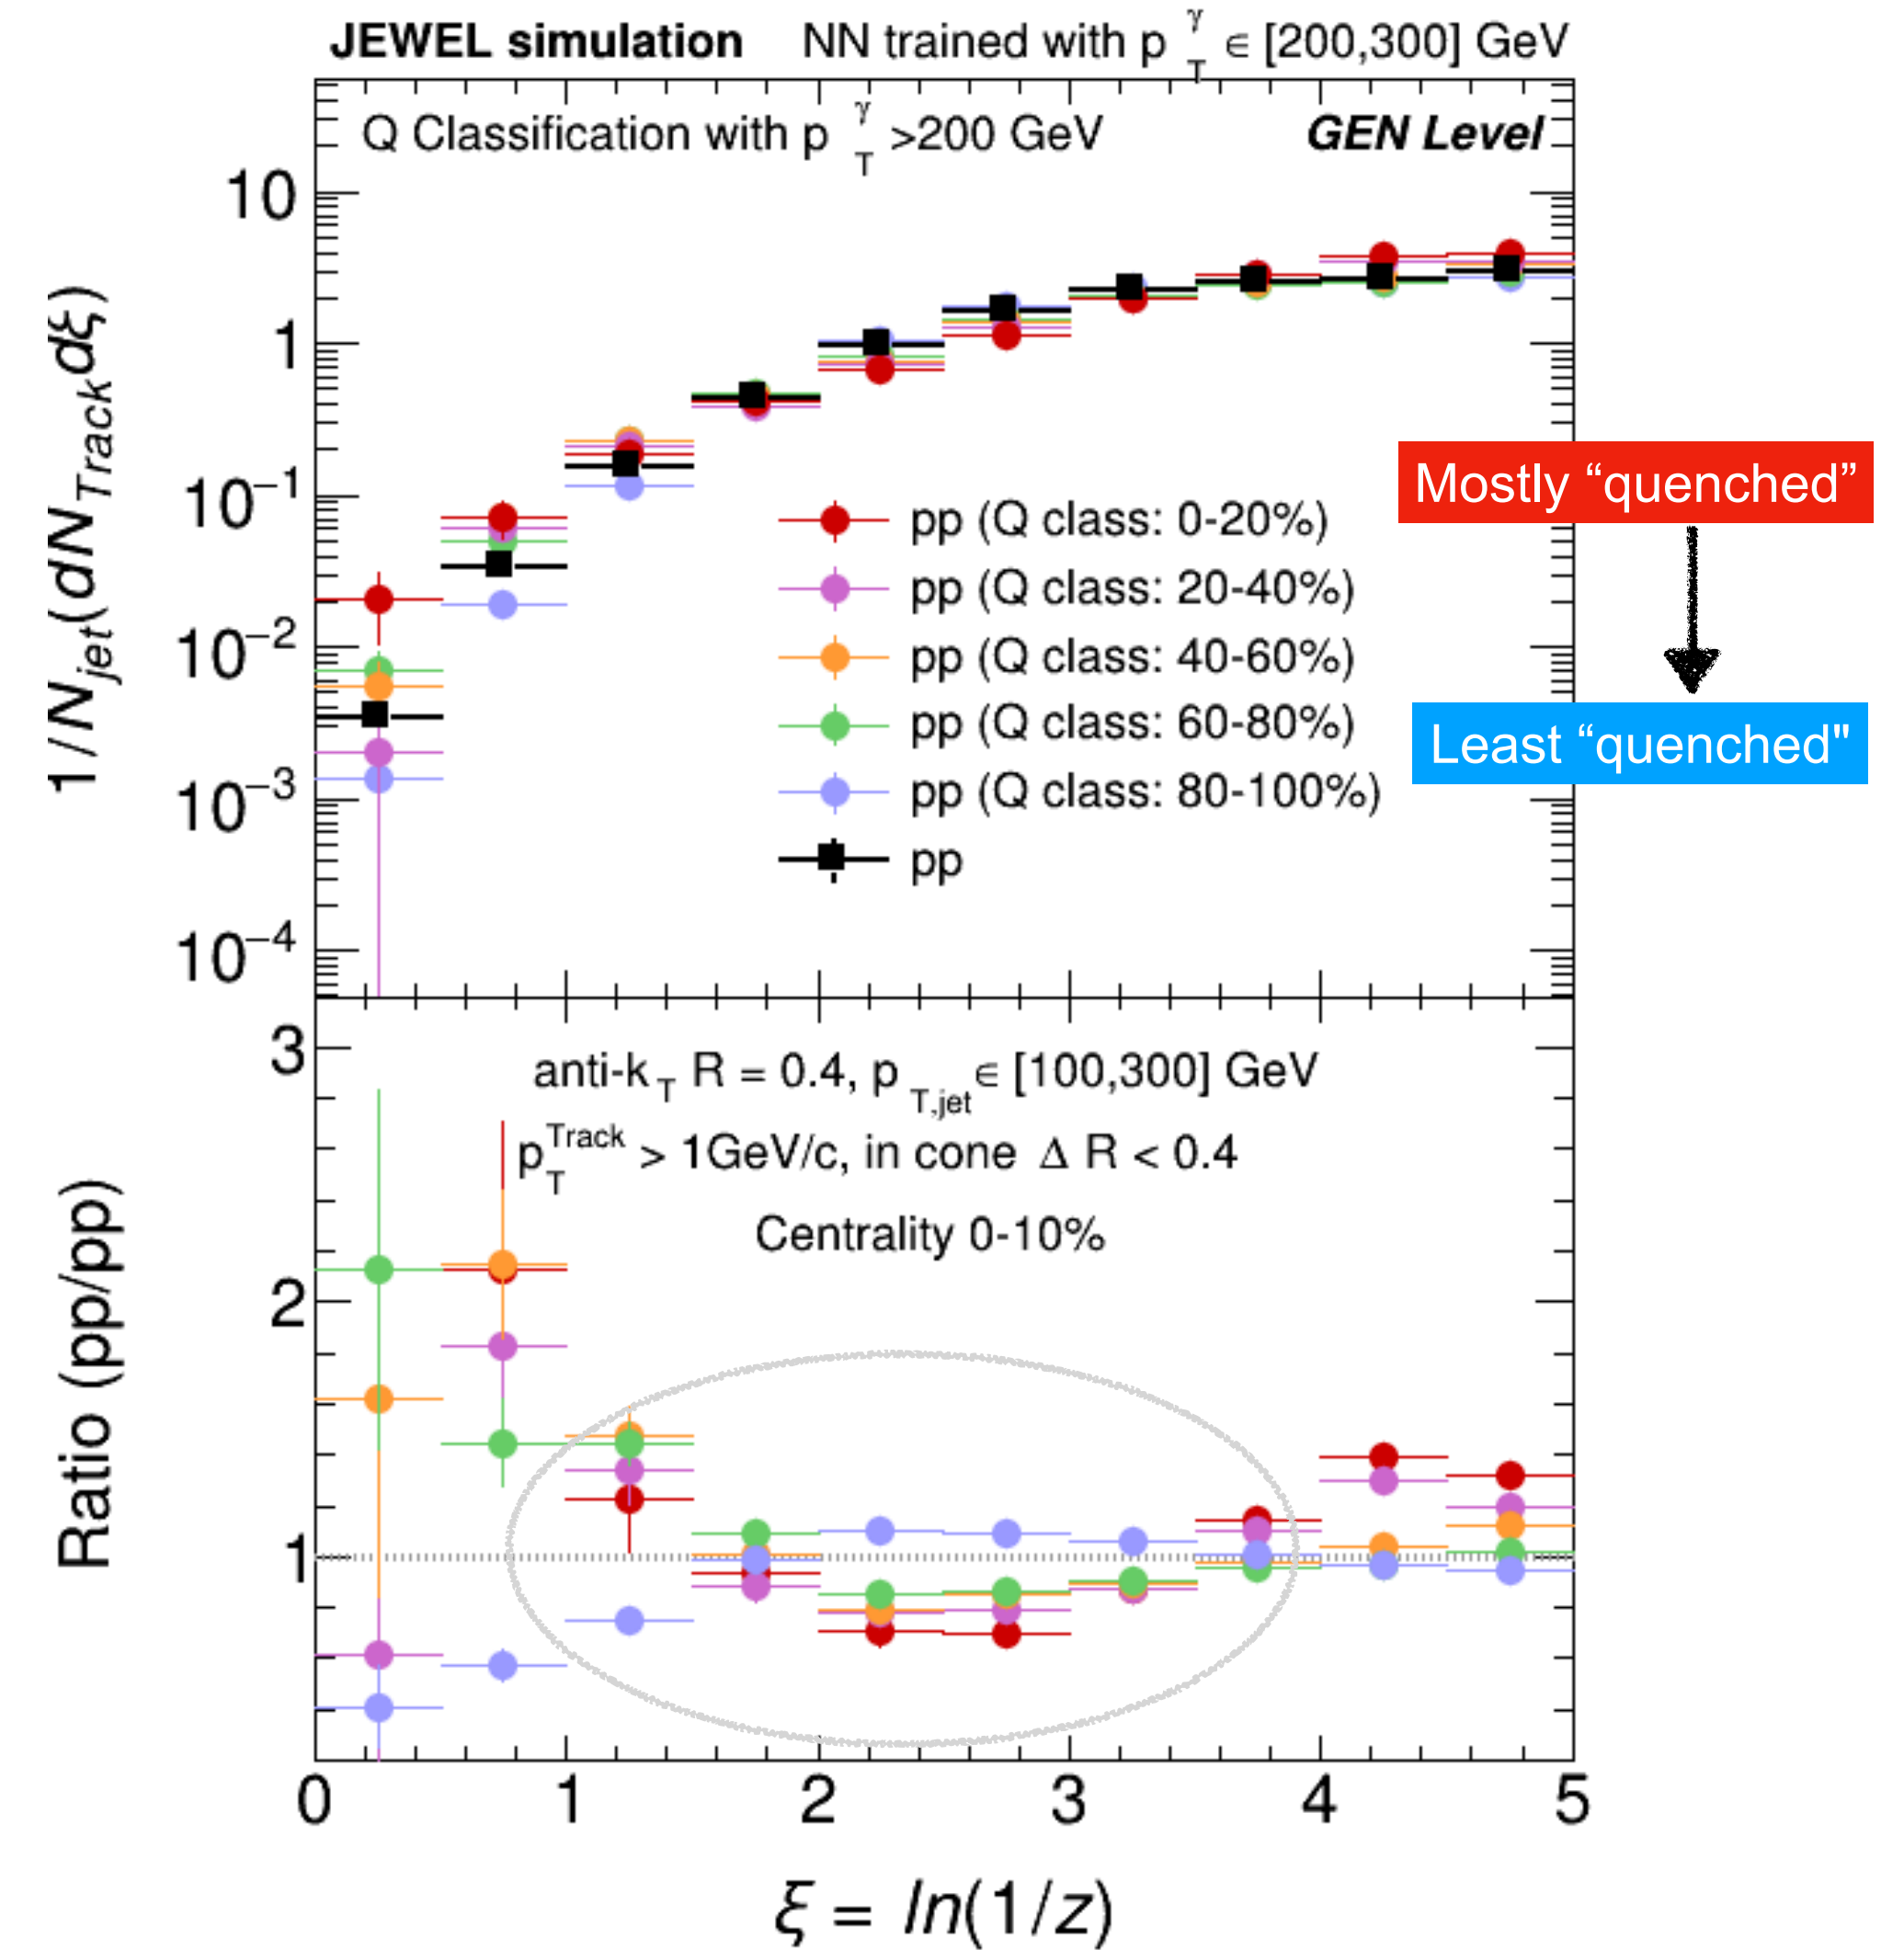 JEWEL simulation NN trained with p_T^γ ∈ [200,300] GeV
Q Classification with p_T^γ >200 GeV GEN Level
10
1
10⁻¹
10⁻²
10⁻³
10⁻⁴
1/N_jet(dN_Track dξ)
Mostly “quenched”
Least “quenched"
pp (Q class: 0-20%)
pp (Q class: 20-40%)
pp (Q class: 40-60%)
pp (Q class: 60-80%)
pp (Q class: 80-100%)
pp
3
2
1
Ratio (pp/pp)
anti-k_T R = 0.4, p_T,jet ∈ [100,300] GeV
p_T^Track > 1GeV/c, in cone Δ R < 0.4
Centrality 0-10%
0 1 2 3 4 5
ξ = ln(1/z)